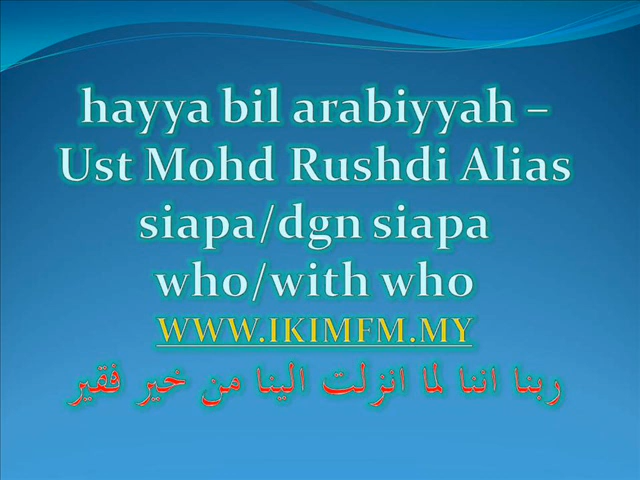 hayya bil arabiyyah –
Ust Mohd Rushdi Alias
siapa/dgn siapa
who/with who
WWW.IKIMFM.MY
ربنا اننا لما انزلت الينا من خير فقير